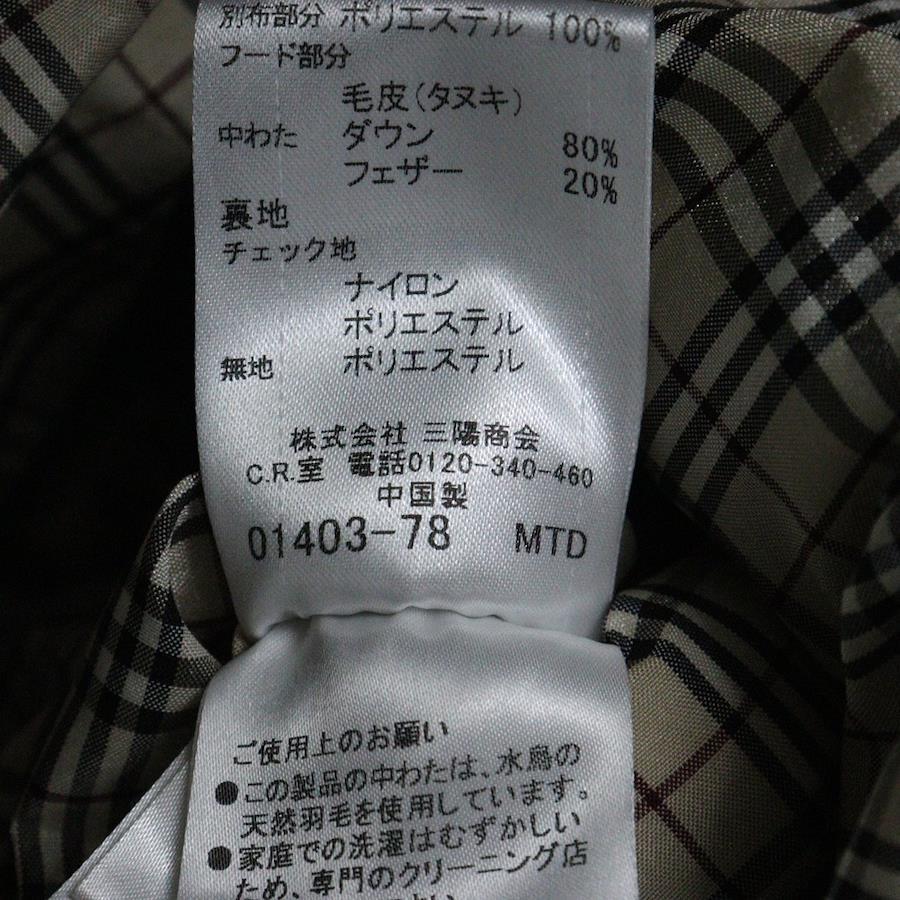 別布部分 ポリエステル 100%
フード部分
毛皮(タヌキ)
中わた ダウン 80%
フェザー 20%
裏地
チェック地
ナイロン
ポリエステル
無地 ポリエステル
株式会社 三陽商会
C.R.室 電話0120-340-460
中国製
01403-78 MTD
ご使用上のお願い
●この製品の中わたは、水鳥の
天然羽毛を使用しています。
●家庭での洗濯はむずかしい
ため、専門のクリーニング店